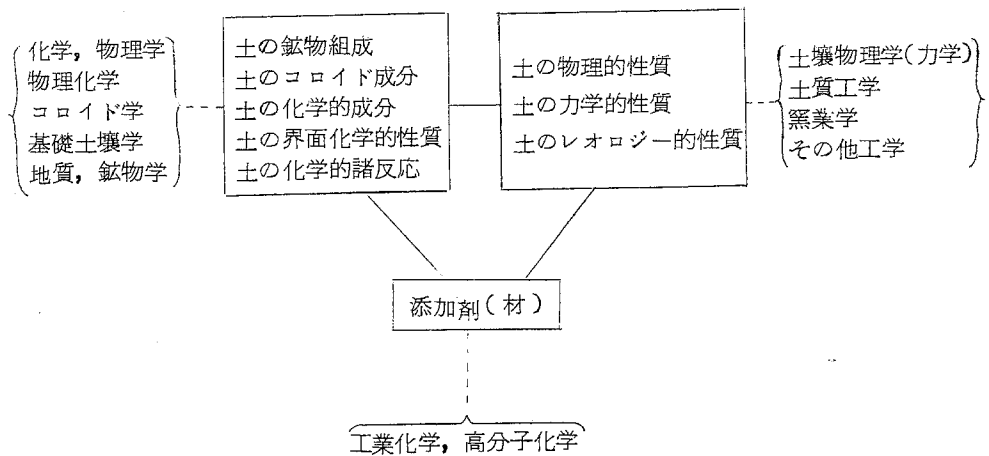 化学，物理学
物理化学
コロイド学
基礎土壌学
地質，鉱物学
土の鉱物組成
土のコロイド成分
土の化学的成分
土の界面化学的性質
土の化学的諸反応
土の物理的性質
土の力学的性質
土のレオロジー的性質
土壌物理学(力学)
土質工学
窯業学
その他工学
添加剤(材)
工業化学，高分子化学